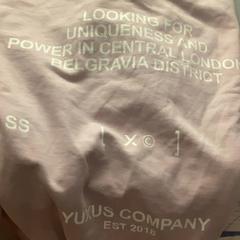 LOOKING FOR
UNIQUENESS AND
POWER IN CENTRAL LONDON
BELGRAVIA DISTRICT
SS [ X© ]
YUXUS COMPANY
EST 2018